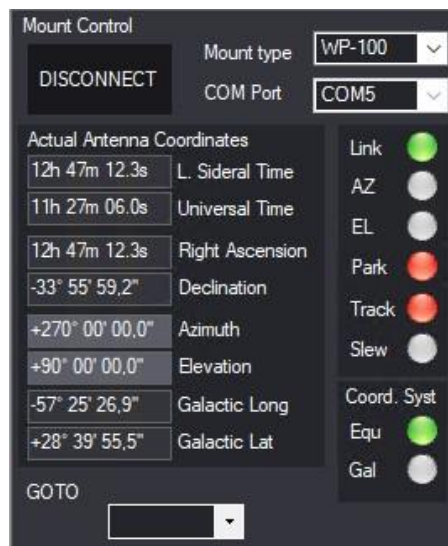 Mount Control
DISCONNECT
Mount type WP-100
COM Port COM5
Actual Antenna Coordinates
12h 47m 12.3s L. Sideral Time
11h 27m 06.0s Universal Time
12h 47m 12.3s Right Ascension
-33° 55' 59,2" Declination
+270° 00' 00,0" Azimuth
+90° 00' 00,0" Elevation
-57° 25' 26,9" Galactic Long
+28° 39' 55,5" Galactic Lat
Link
AZ
EL
Park
Track
Slew
Coord. Syst
Equ
Gal
GOTO